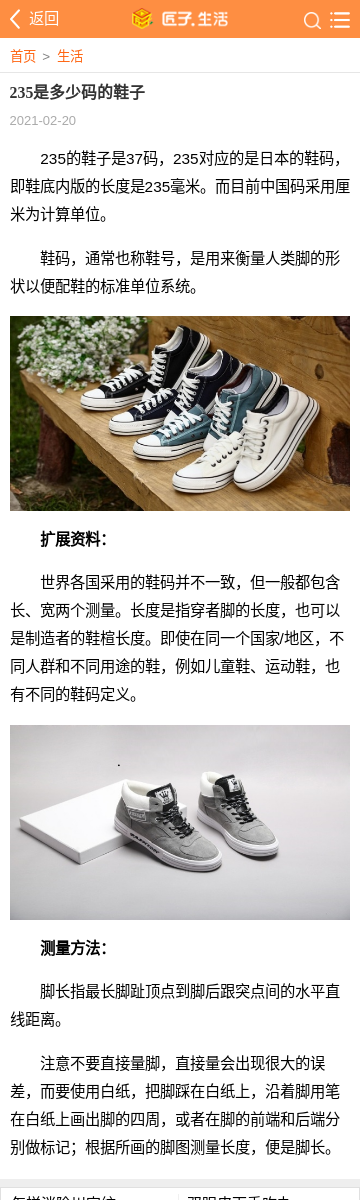 返回
匠子.生活
首页 > 生活
235是多少码的鞋子
2021-02-20
235的鞋子是37码，235对应的是日本的鞋码，
即鞋底内版的长度是235毫米。而目前中国码采用厘
米为计算单位。
鞋码，通常也称鞋号，是用来衡量人类脚的形
状以便配鞋的标准单位系统。
扩展资料：
世界各国采用的鞋码并不一致，但一般都包含
长、宽两个测量。长度是指穿者脚的长度，也可以
是制造者的鞋楦长度。即使在同一个国家/地区，不
同人群和不同用途的鞋，例如儿童鞋、运动鞋，也
有不同的鞋码定义。
测量方法：
脚长指最长脚趾顶点到脚后跟突点间的水平直
线距离。
注意不要直接量脚，直接量会出现很大的误
差，而要使用白纸，把脚踩在白纸上，沿着脚用笔
在白纸上画出脚的四周，或者在脚的前端和后端分
别做标记；根据所画的脚图测量长度，便是脚长。